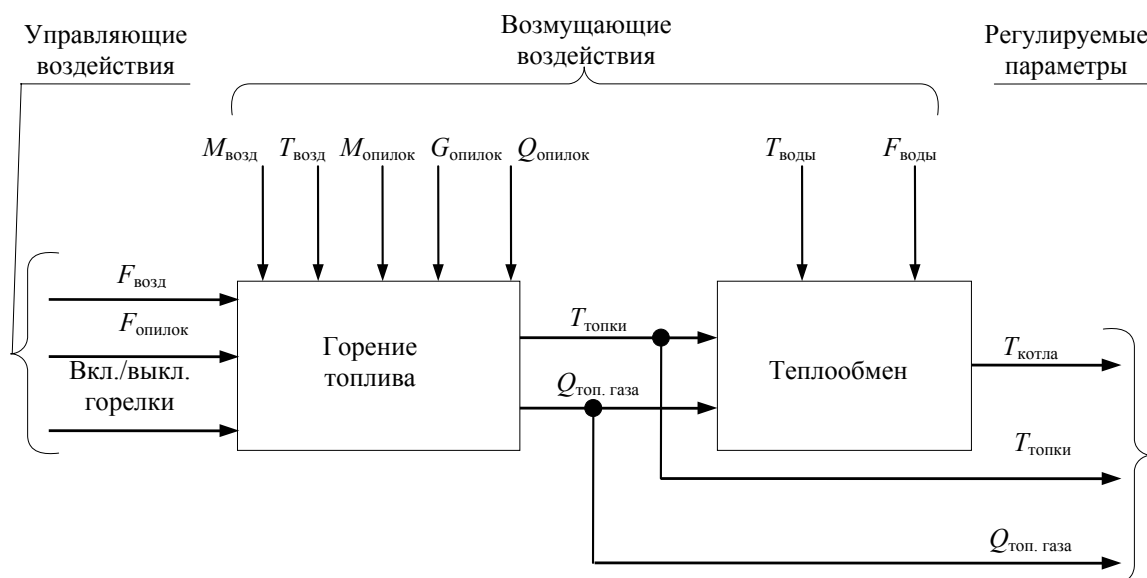 Управляющие
воздействия
Возмущающие
воздействия
Регулируемые
параметры
Mвозд
Tвозд
Mопилок
Gопилок
Qопилок
Tводы
Fводы
Fвозд
Fопилок
Вкл./выкл.
горелки
Горение
топлива
Tтопки
Qтоп. газа
Теплообмен
Tкотла
Tтопки
Qтоп. газа